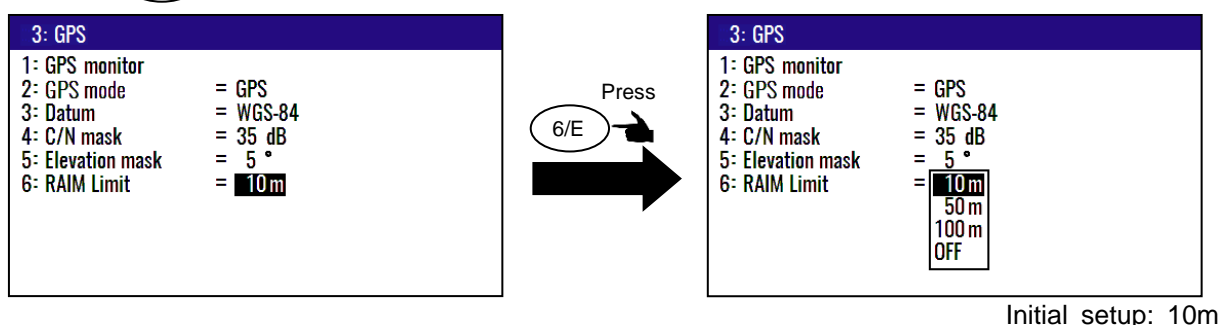 3: GPS
1: GPS monitor
2: GPS mode = GPS
3: Datum = WGS-84
4: C/N mask = 35 dB
5: Elevation mask = 5 °
6: RAIM Limit = 10 m
Press
6/E
3: GPS
1: GPS monitor
2: GPS mode = GPS
3: Datum = WGS-84
4: C/N mask = 35 dB
5: Elevation mask = 5 °
6: RAIM Limit = 10 m
50 m
100 m
OFF
Initial setup: 10m